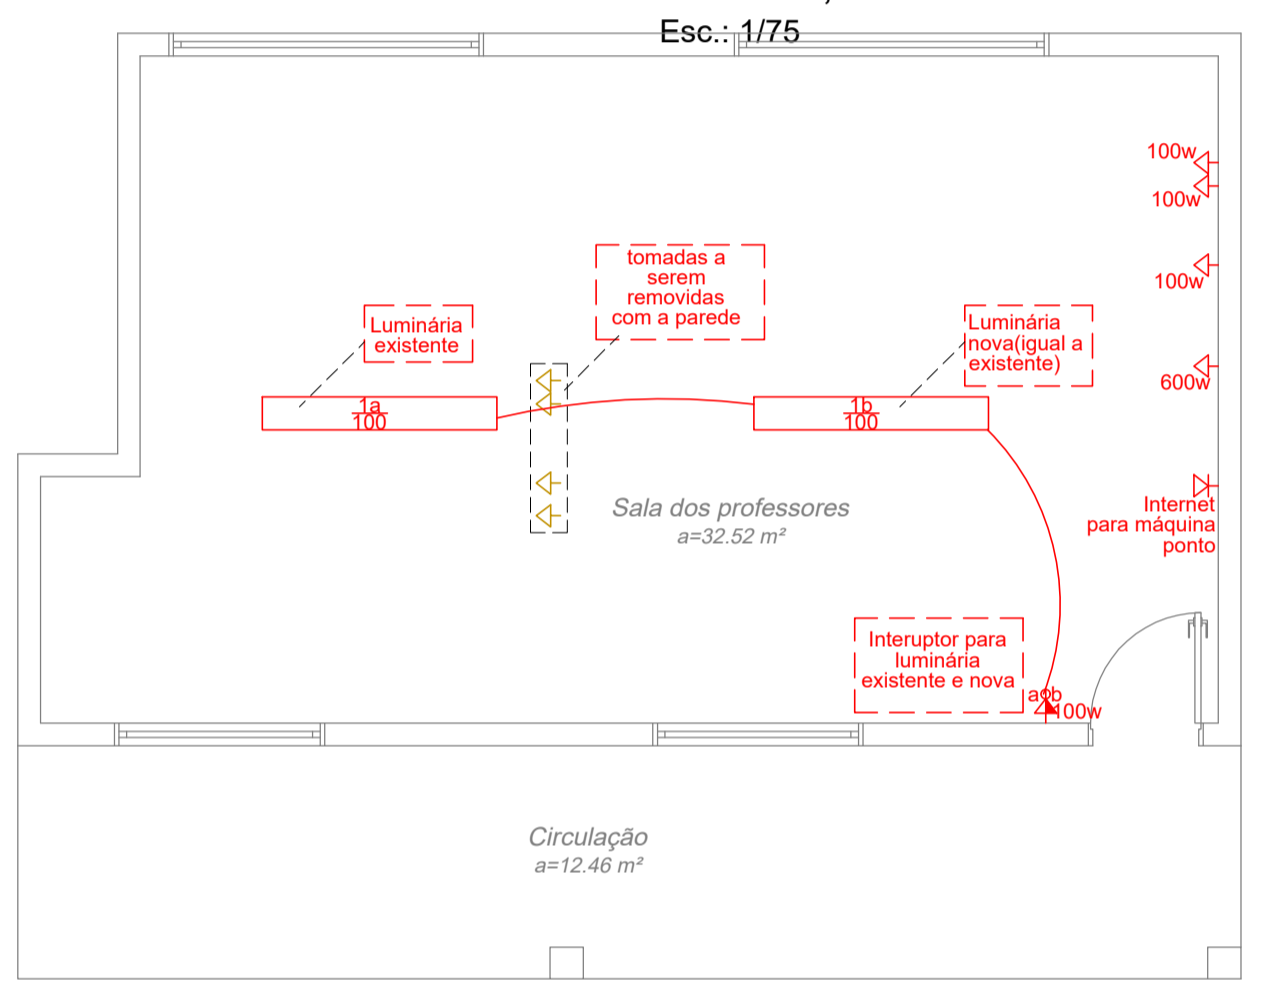 Esc.: 1/75
100w
100w
100w
600w
tomadas a
serem
removidas
com a parede
Luminária
existente
Luminária
nova(igual a
existente)
1a
100
1b
100
Sala dos professores
a=32.52 m²
Internet
para máquina
ponto
Interuptor para
luminária
existente e nova
a b
100w
Circulação
a=12.46 m²